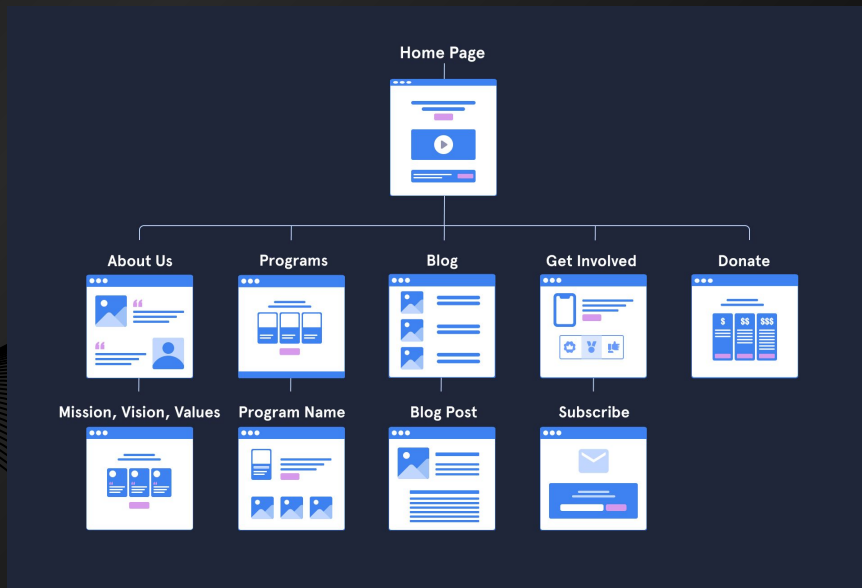 Home Page
About Us
Programs
Blog
Get Involved
Donate
$
$$
$$$
Mission, Vision, Values
Program Name
Blog Post
Subscribe